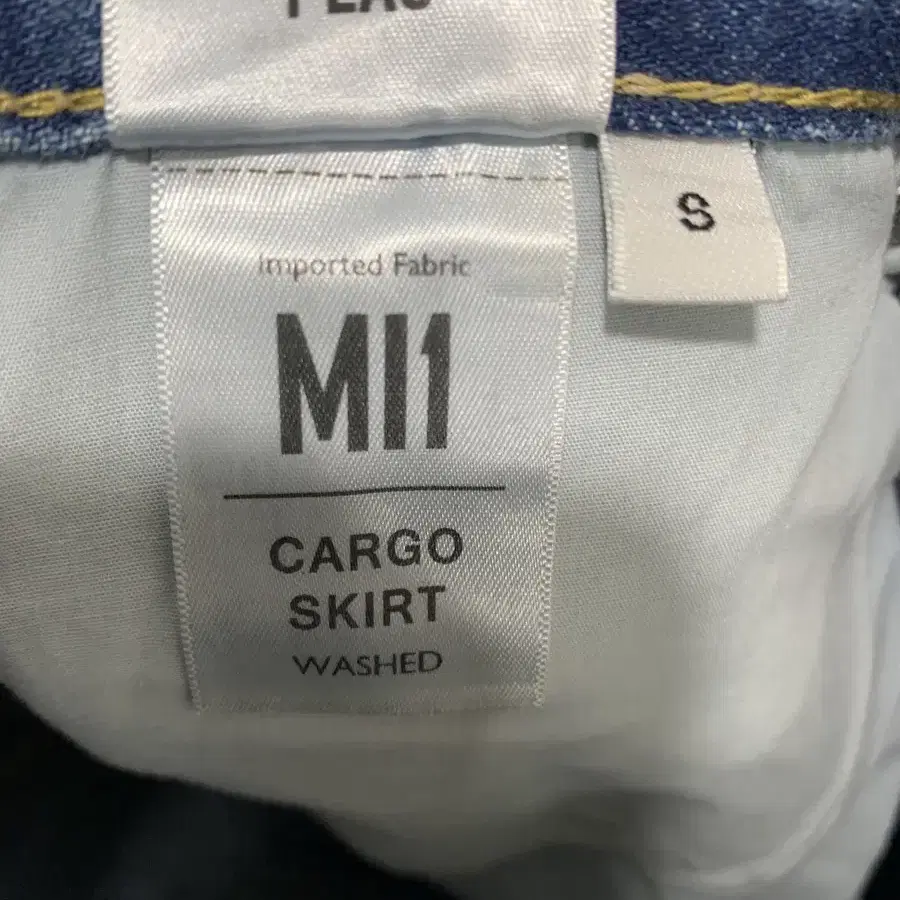 S
Imported Fabric
MI1
CARGO
SKIRT
WASHED